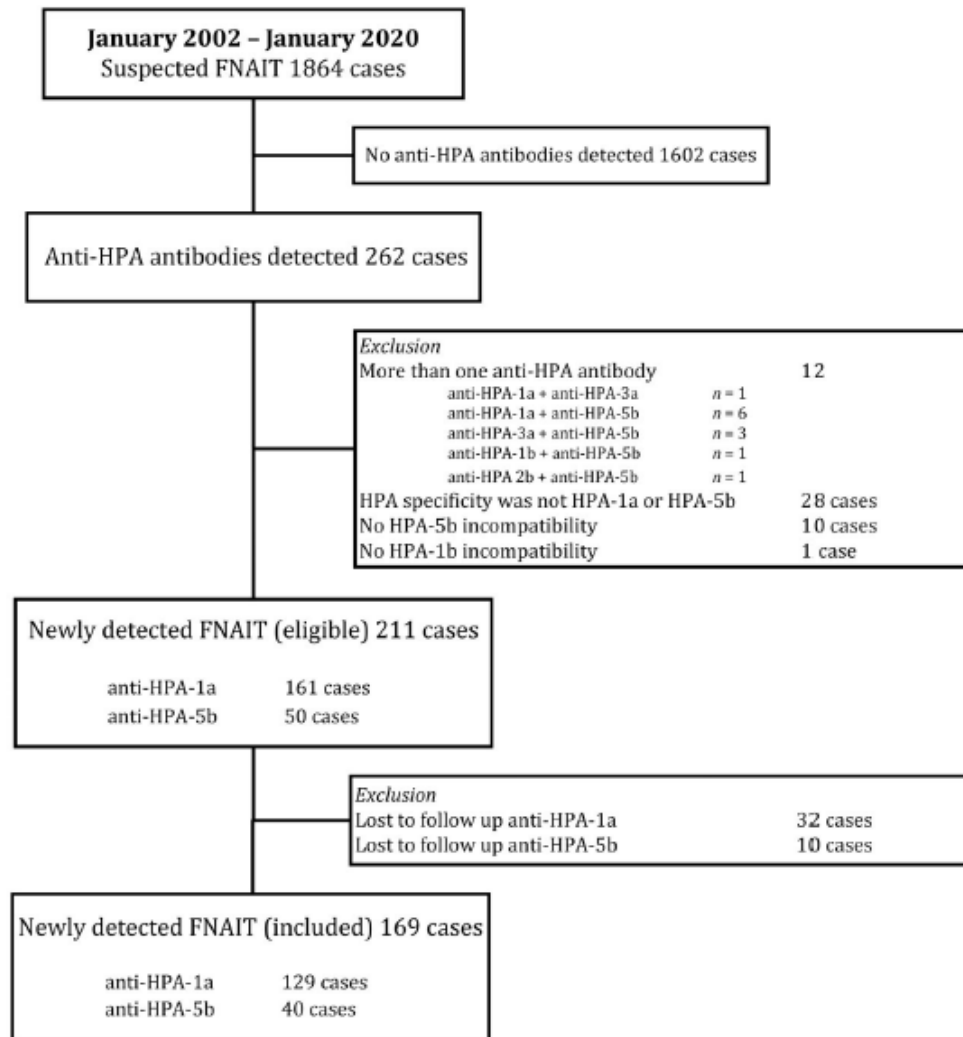 January 2002 – January 2020
Suspected FNAIT 1864 cases
No anti-HPA antibodies detected 1602 cases
Anti-HPA antibodies detected 262 cases
Exclusion
More than one anti-HPA antibody 12
anti-HPA-1a + anti-HPA-3a n = 1
anti-HPA-1a + anti-HPA-5b n = 6
anti-HPA-3a + anti-HPA-5b n = 3
anti-HPA-1b + anti-HPA-5b n = 1
anti-HPA 2b + anti-HPA-5b n = 1
HPA specificity was not HPA-1a or HPA-5b 28 cases
No HPA-5b incompatibility 10 cases
No HPA-1b incompatibility 1 case
Newly detected FNAIT (eligible) 211 cases
anti-HPA-1a 161 cases
anti-HPA-5b 50 cases
Exclusion
Lost to follow up anti-HPA-1a 32 cases
Lost to follow up anti-HPA-5b 10 cases
Newly detected FNAIT (included) 169 cases
anti-HPA-1a 129 cases
anti-HPA-5b 40 cases